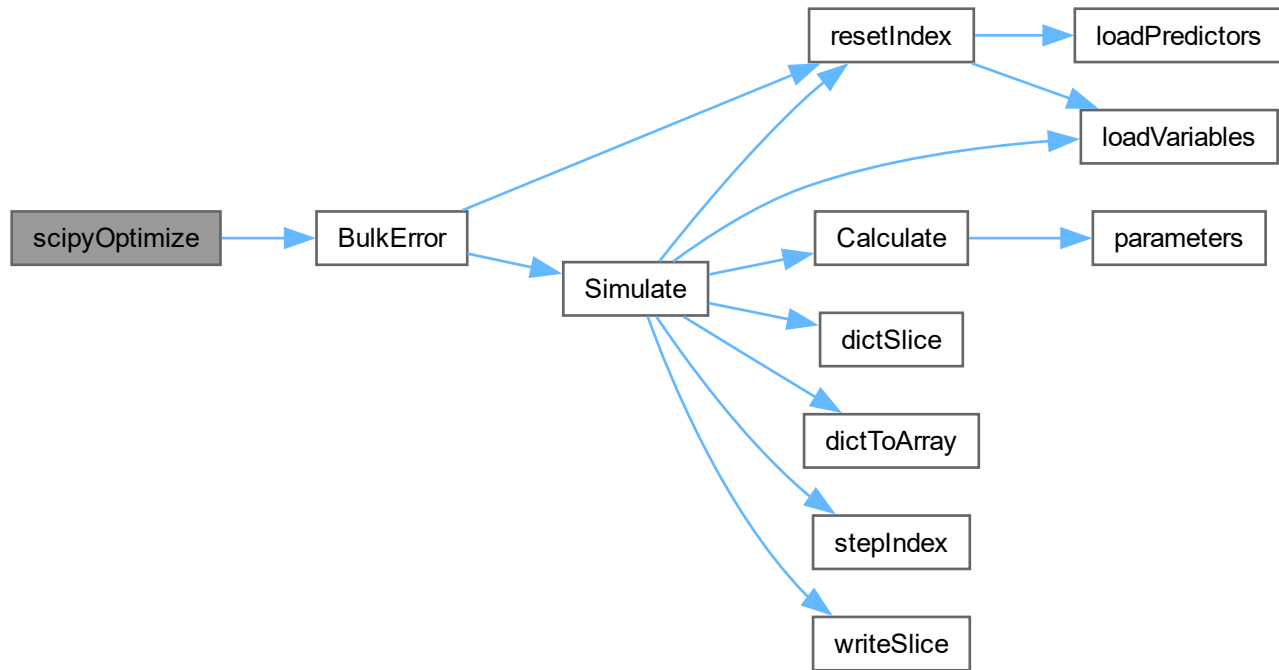 scipyOptimize
BulkError
Simulate
resetIndex
loadPredictors
loadVariables
Calculate
parameters
dictSlice
dictToArray
stepIndex
writeSlice